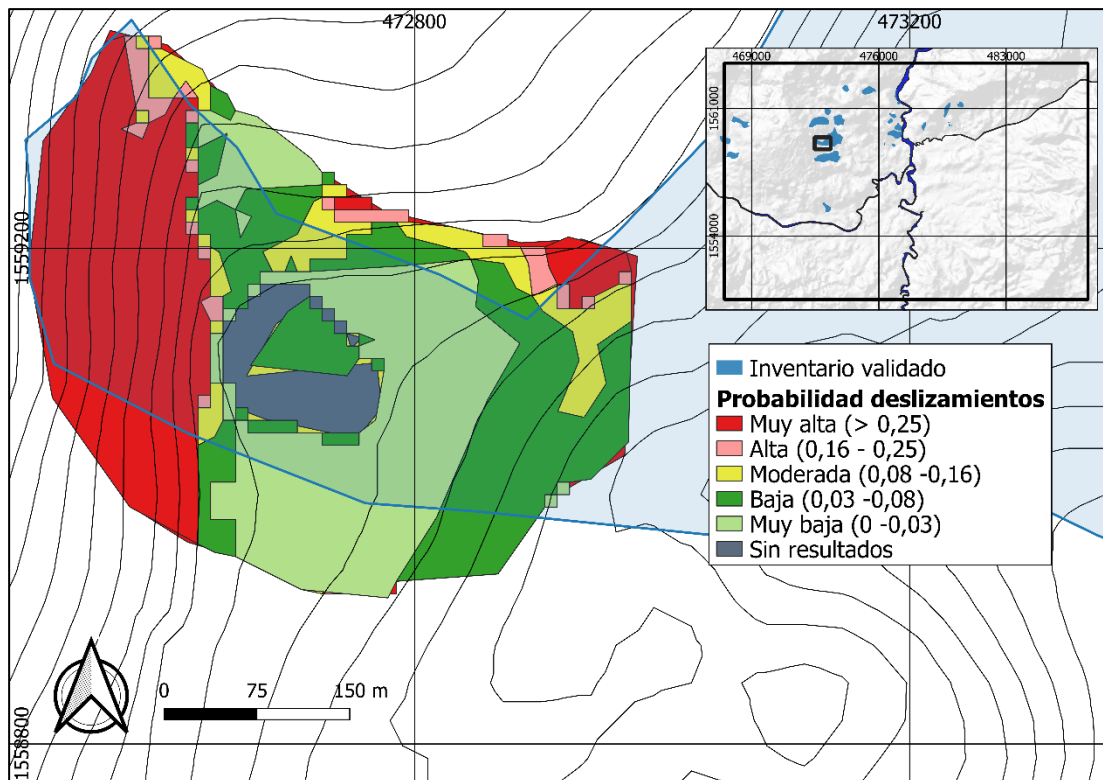 472800
473200
469000
476000
483000
1561000
1554000
1559200
Inventario validado
Probabilidad deslizamientos
Muy alta (> 0,25)
Alta (0,16 - 0,25)
Moderada (0,08 -0,16)
Baja (0,03 -0,08)
Muy baja (0 -0,03)
Sin resultados
0 75 150 m
1558800